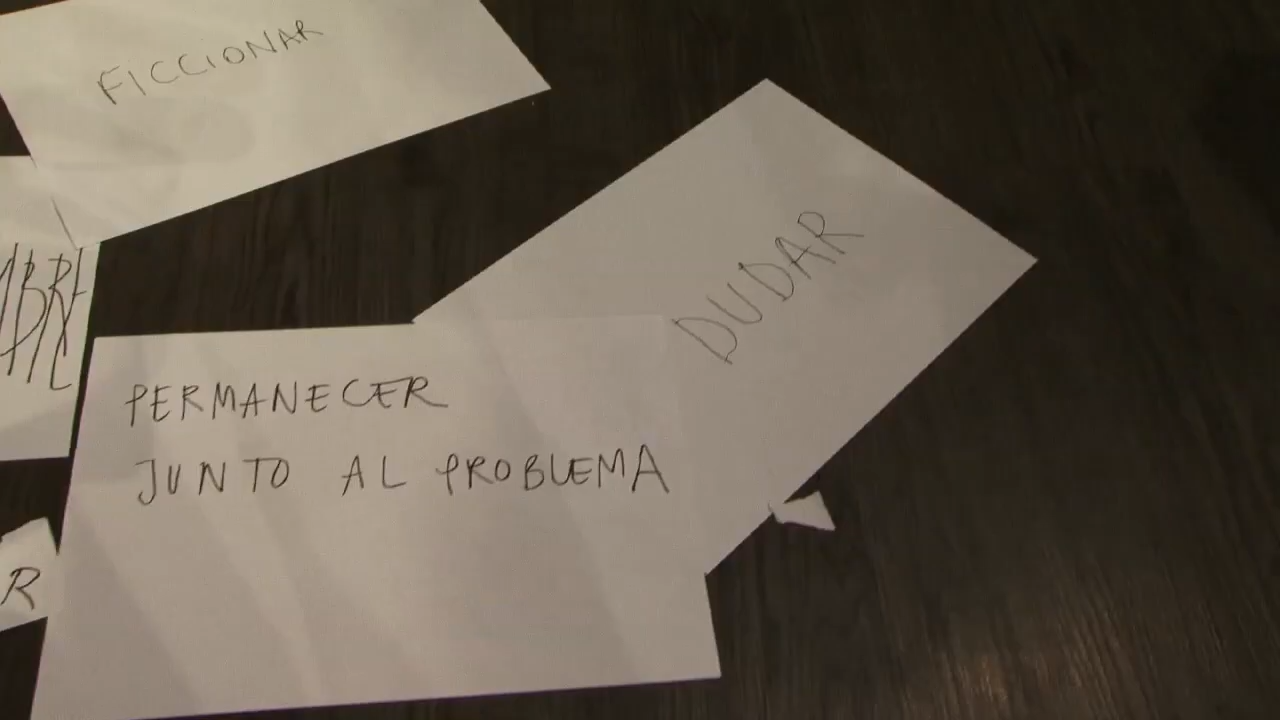 FICCIONAR
DUDAR
PERMANECER
JUNTO AL PROBLEMA
R